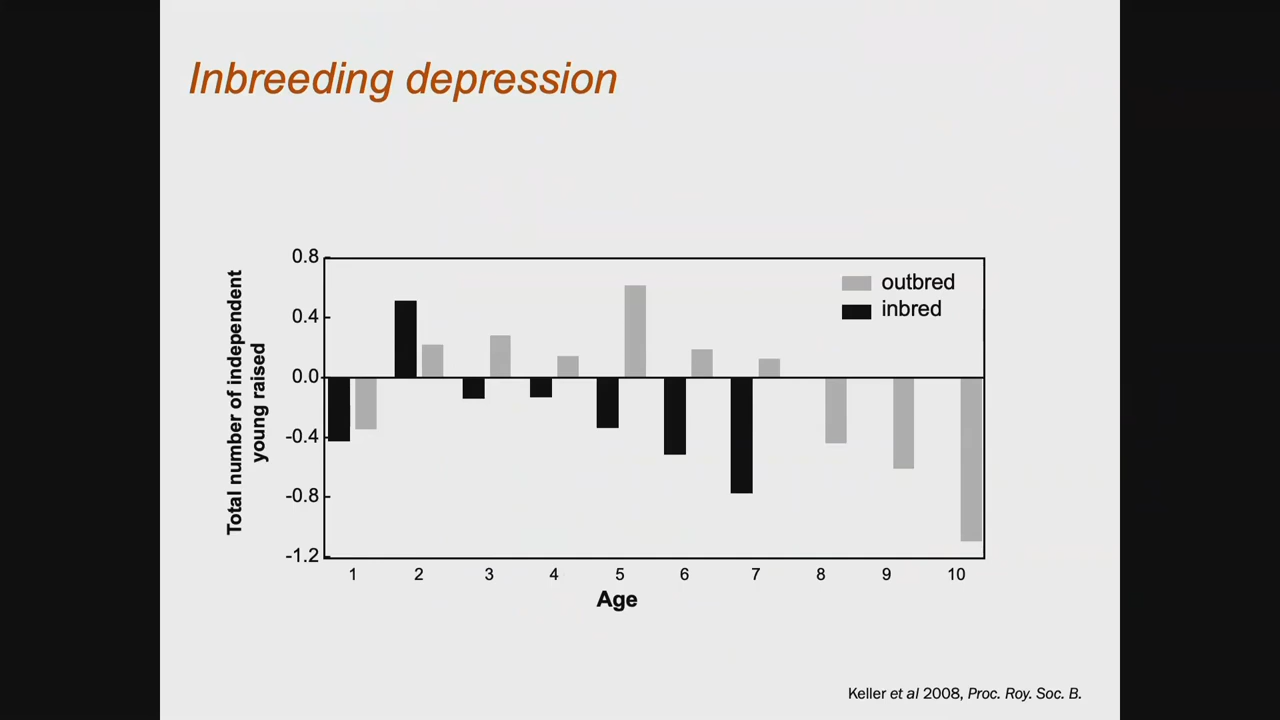 Inbreeding depression
Total number of independent
young raised
0.8
0.4
0.0
-0.4
-0.8
-1.2
outbred
inbred
1 2 3 4 5 6 7 8 9 10
Age
Keller et al 2008, Proc. Roy. Soc. B.